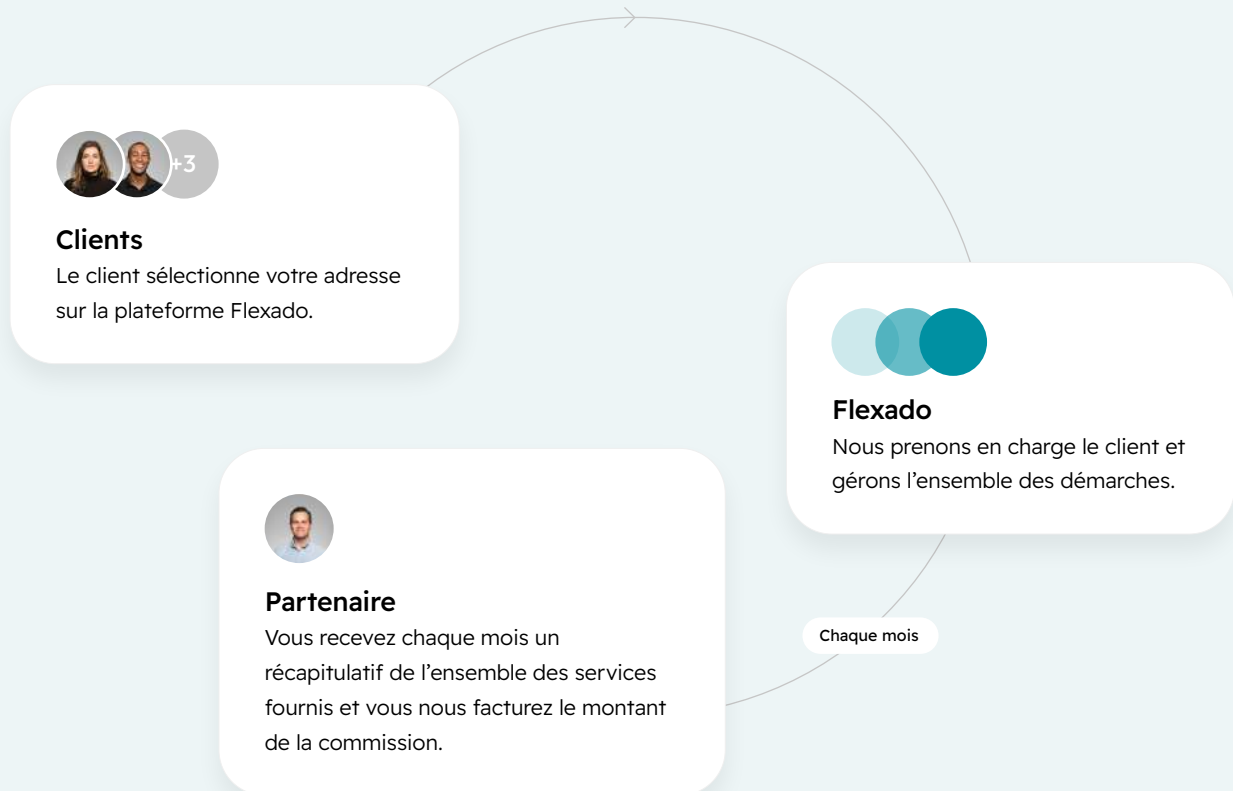 +3
Clients
Le client sélectionne votre adresse
sur la plateforme Flexado.
Flexado
Nous prenons en charge le client et
gérons l’ensemble des démarches.
Partenaire
Vous recevez chaque mois un
récapitulatif de l’ensemble des services
fournis et vous nous facturez le montant
de la commission.
Chaque mois